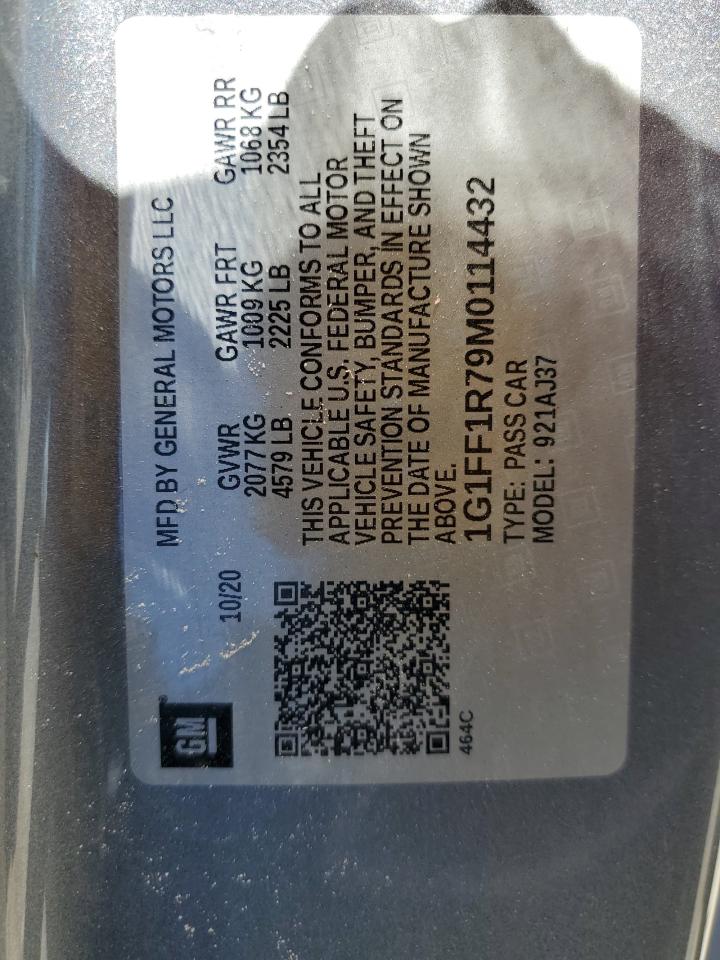 GM
MFD BY GENERAL MOTORS LLC
10/20
GVWR GAWR FRT GAWR RR
2077 KG 1009 KG 1068 KG
4579 LB 2225 LB 2354 LB
THIS VEHICLE CONFORMS TO ALL
APPLICABLE U.S. FEDERAL MOTOR
VEHICLE SAFETY, BUMPER, AND THEFT
PREVENTION STANDARDS IN EFFECT ON
THE DATE OF MANUFACTURE SHOWN
ABOVE.
1G1FF1R79M0114432
TYPE: PASS CAR
MODEL: 921AJ37
464C